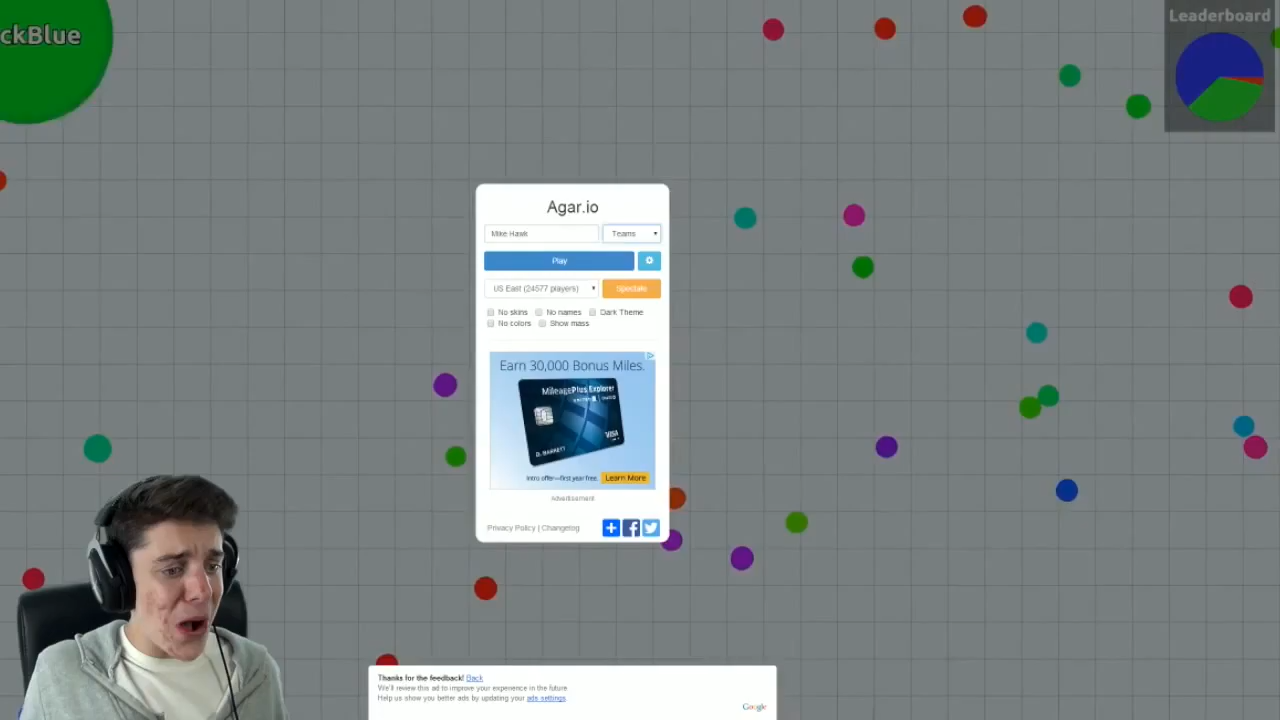 ckBlue
Leaderboard
Agar.io
Mike Hawk
Teams
Play
US East (24577 players)
Spectate
No skins No names Dark Theme
No colors Show mass
Earn 30,000 Bonus Miles.
MileagePlus Explorer
UNITED
VISA
D. BARRETT
Intro offer—first year free.
Learn More
Advertisement
Privacy Policy | Changelog
Thanks for the feedback! Back
We'll review this ad to improve your experience in the future
Help us show you better ads by updating your ads settings.
Google